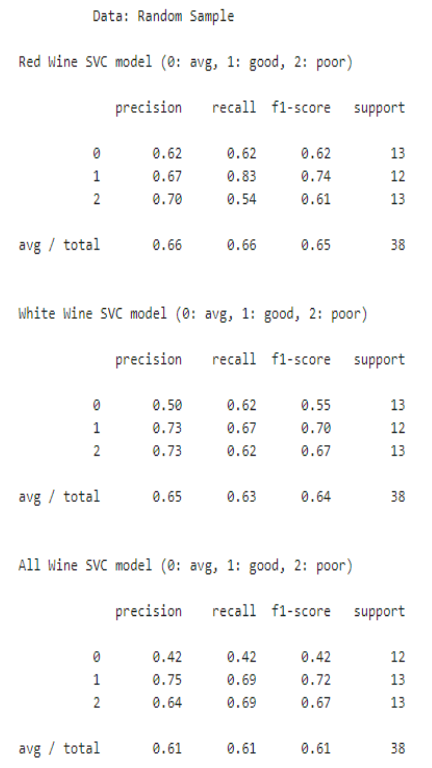 Data: Random Sample
Red Wine SVC model (0: avg, 1: good, 2: poor)
precision recall f1-score support
0 0.62 0.62 0.62 13
1 0.67 0.83 0.74 12
2 0.70 0.54 0.61 13
avg / total 0.66 0.66 0.65 38
White Wine SVC model (0: avg, 1: good, 2: poor)
precision recall f1-score support
0 0.50 0.62 0.55 13
1 0.73 0.67 0.70 12
2 0.73 0.62 0.67 13
avg / total 0.65 0.63 0.64 38
All Wine SVC model (0: avg, 1: good, 2: poor)
precision recall f1-score support
0 0.42 0.42 0.42 12
1 0.75 0.69 0.72 13
2 0.64 0.69 0.67 13
avg / total 0.61 0.61 0.61 38